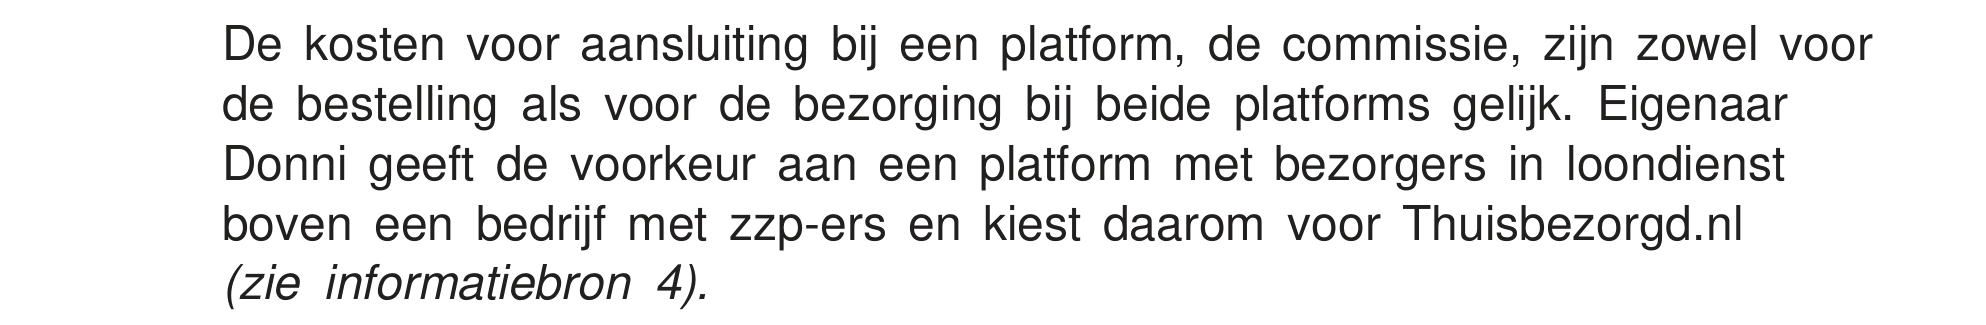 De kosten voor aansluiting bij een platform, de commissie, zijn zowel voor
de bestelling als voor de bezorging bij beide platforms gelijk. Eigenaar
Donni geeft de voorkeur aan een platform met bezorgers in loondienst
boven een bedrijf met zzp-ers en kiest daarom voor Thuisbezorgd.nl
(zie informatiebron 4).